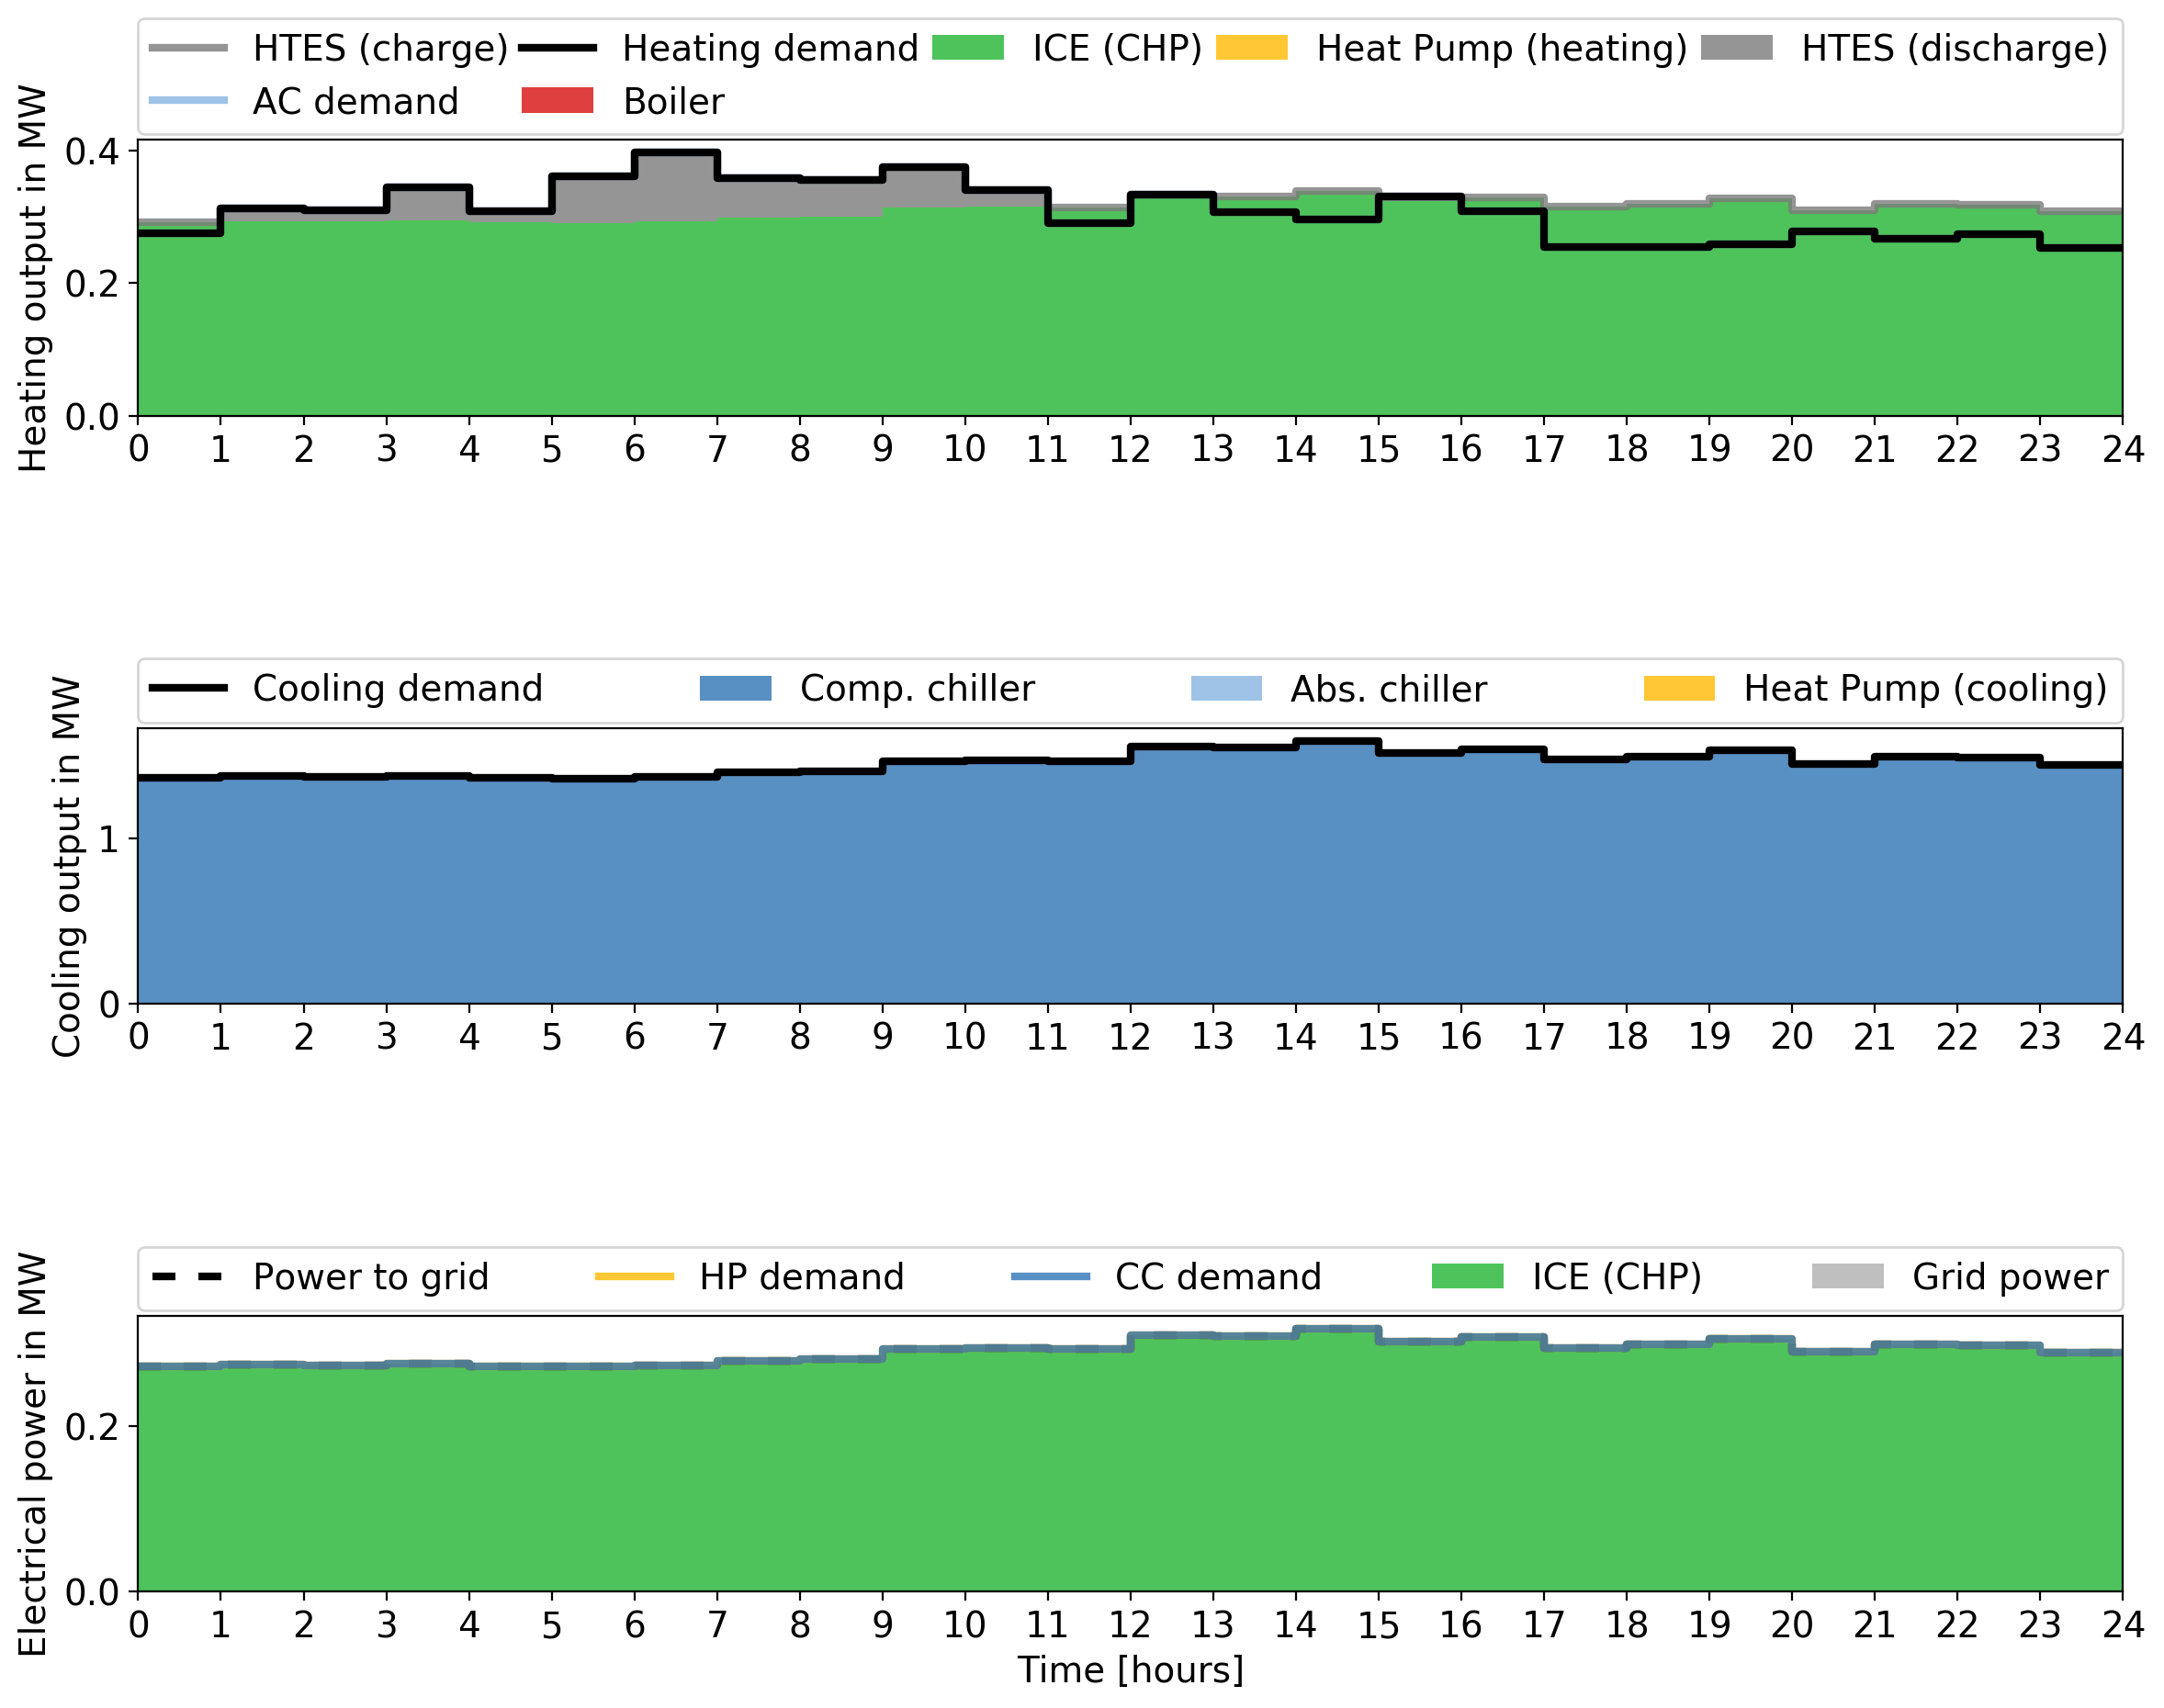 HTES (charge) Heating demand ICE (CHP) Heat Pump (heating) HTES (discharge)
AC demand Boiler
Heating output in MW
0.4
0.2
0.0
0 1 2 3 4 5 6 7 8 9 10 11 12 13 14 15 16 17 18 19 20 21 22 23 24
Cooling demand Comp. chiller Abs. chiller Heat Pump (cooling)
Cooling output in MW
1
0
0 1 2 3 4 5 6 7 8 9 10 11 12 13 14 15 16 17 18 19 20 21 22 23 24
Power to grid HP demand CC demand ICE (CHP) Grid power
Electrical power in MW
0.2
0.0
0 1 2 3 4 5 6 7 8 9 10 11 12 13 14 15 16 17 18 19 20 21 22 23 24
Time [hours]